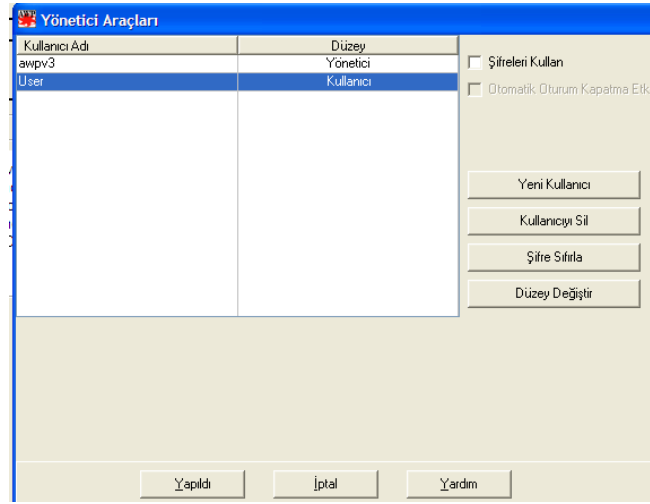 Yönetici Araçları
Kullanıcı Adı Düzey
awpv3 Yönetici
User Kullanıcı
Şifreleri Kullan
Otomatik Oturum Kapatma Etk
Yeni Kullanıcı
Kullanıcıyı Sil
Şifre Sıfırla
Düzey Değiştir
Yapıldı İptal Yardım